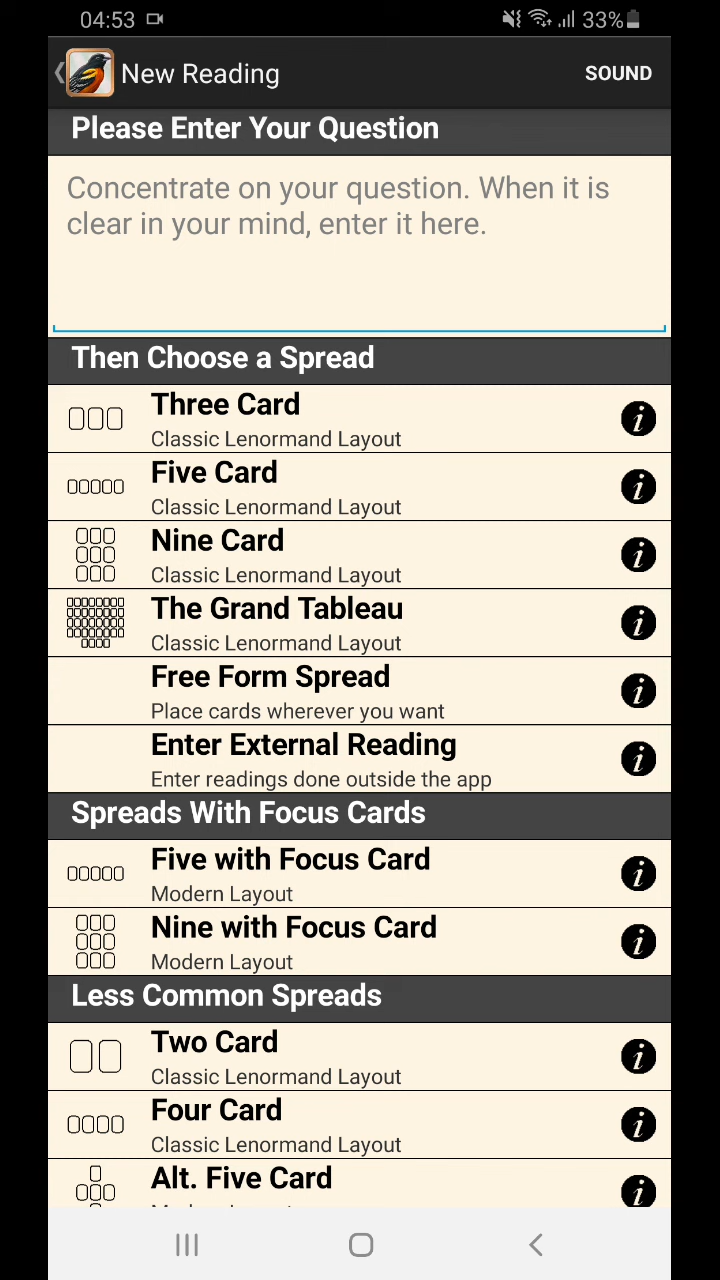 04:53 33%
New Reading SOUND
Please Enter Your Question
Concentrate on your question. When it is
clear in your mind, enter it here.
Then Choose a Spread
Three Card
Classic Lenormand Layout
Five Card
Classic Lenormand Layout
Nine Card
Classic Lenormand Layout
The Grand Tableau
Classic Lenormand Layout
Free Form Spread
Place cards wherever you want
Enter External Reading
Enter readings done outside the app
Spreads With Focus Cards
Five with Focus Card
Modern Layout
Nine with Focus Card
Modern Layout
Less Common Spreads
Two Card
Classic Lenormand Layout
Four Card
Classic Lenormand Layout
Alt. Five Card